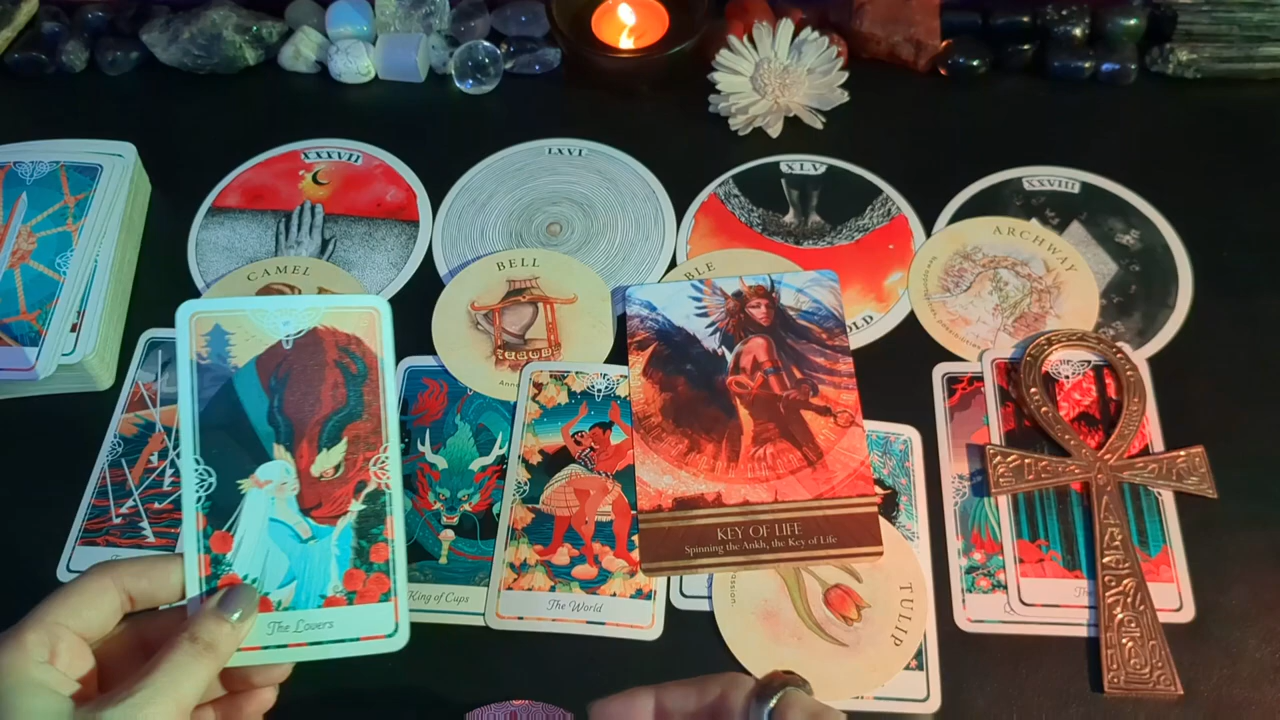 XXXVII
LXVI
XLV
XXVIII
CAMEL
BELL
BLE
OLD
ARCHWAY
possibilities
KEY OF LIFE
Spinning the Ankh, the Key of Life
The Lovers
King of Cups
The World
TULIP